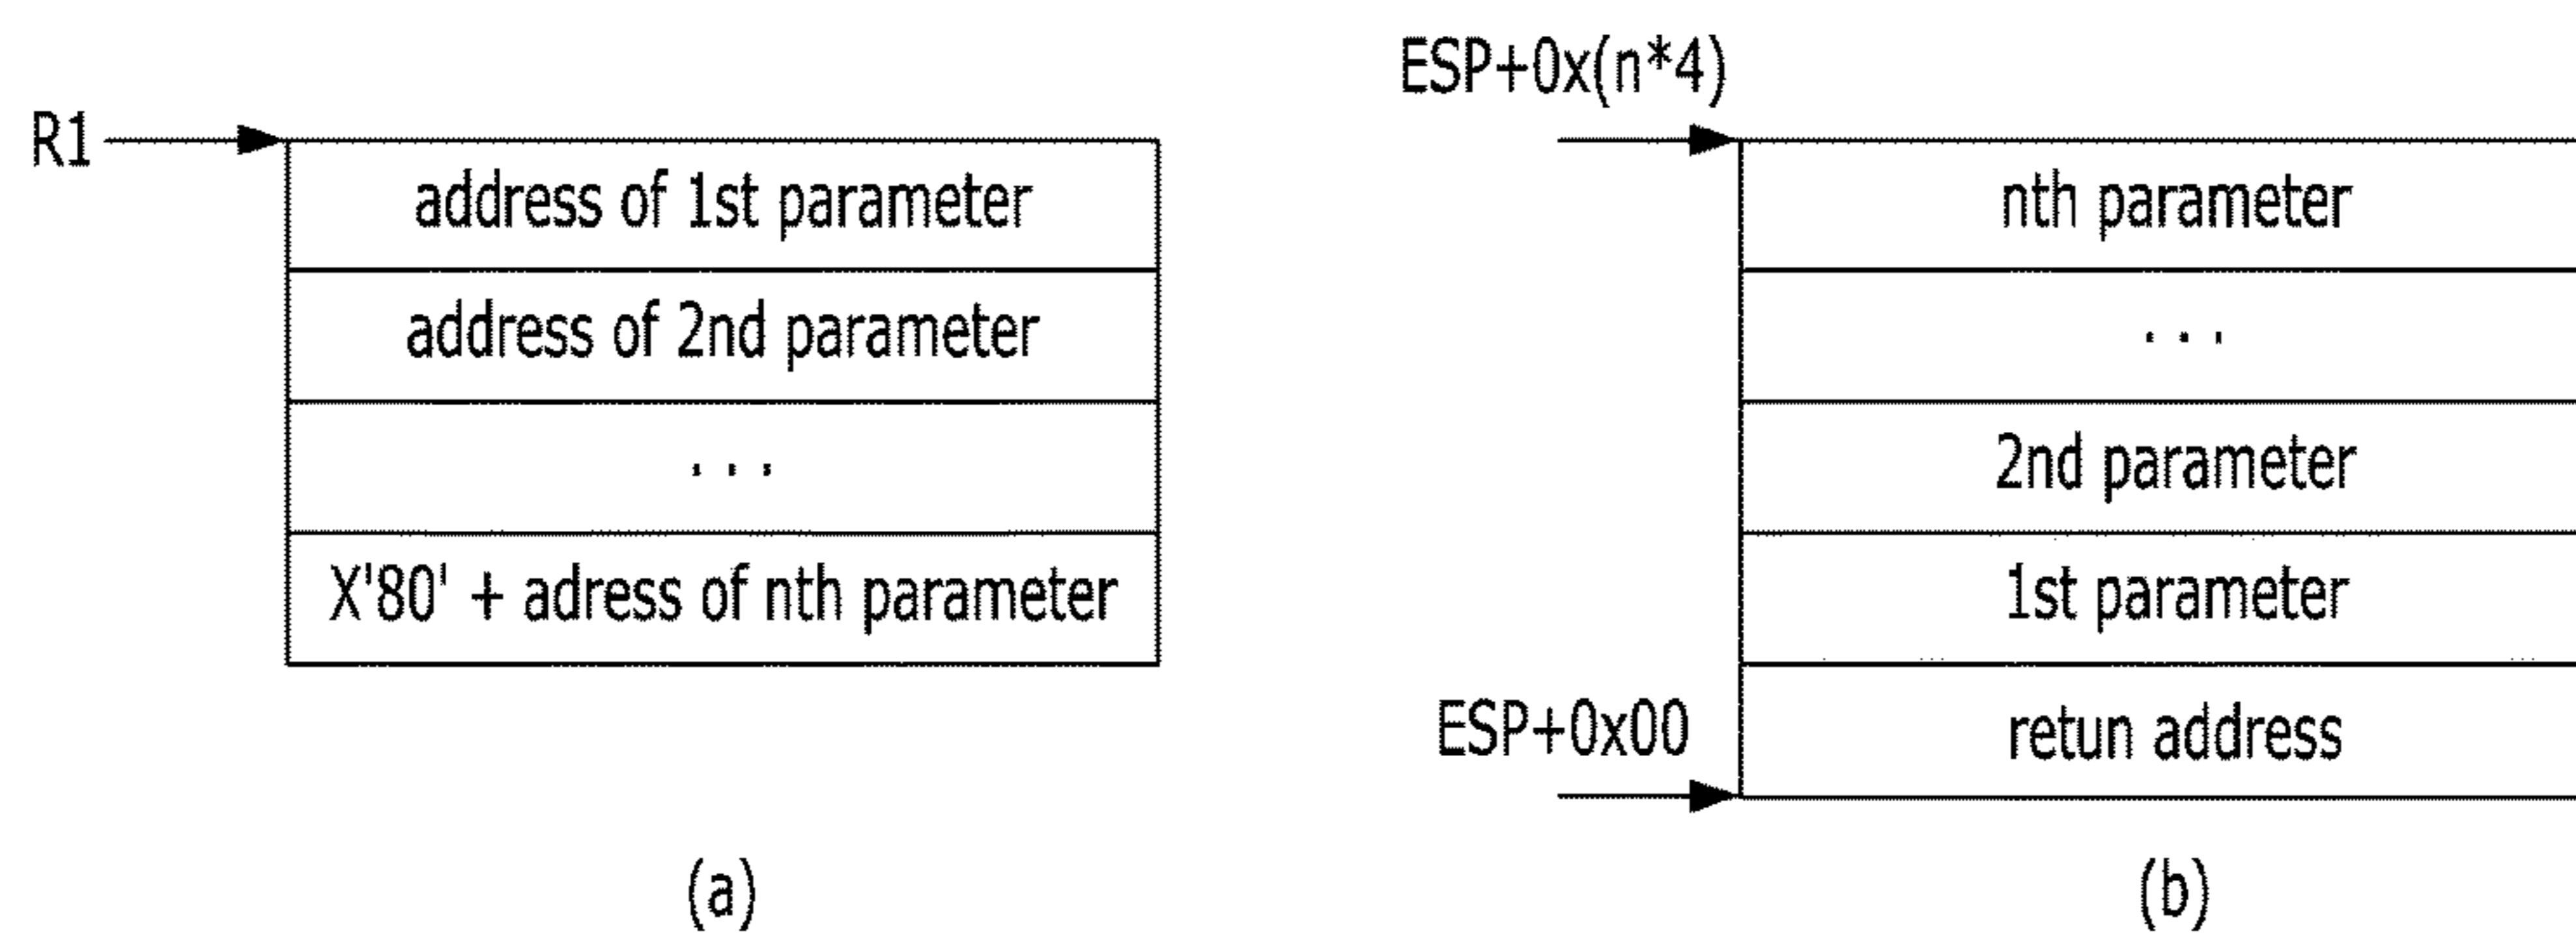 R1
address of 1st parameter
address of 2nd parameter
. . .
X'80' + adress of nth parameter
(a)
ESP+0x(n*4)
nth parameter
. . .
2nd parameter
1st parameter
ESP+0x00
retun address
(b)